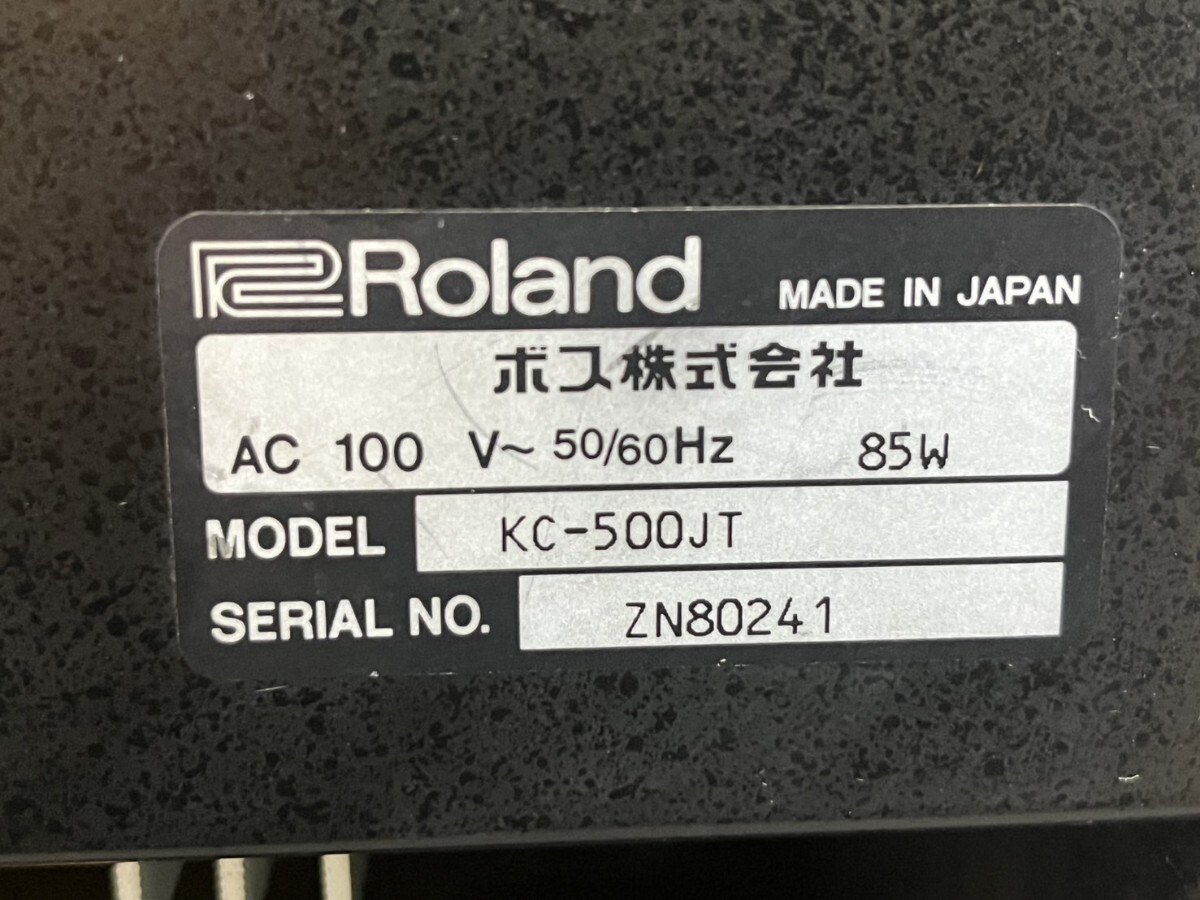 Roland MADE IN JAPAN
ボス株式会社
AC 100 V~ 50/60Hz 85W
MODEL KC-500JT
SERIAL NO. ZN80241